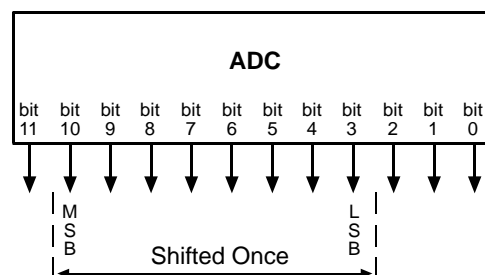 ADC
bit bit bit bit bit bit bit bit bit bit bit bit
11 10 9 8 7 6 5 4 3 2 1 0
MSB LSB
Shifted Once